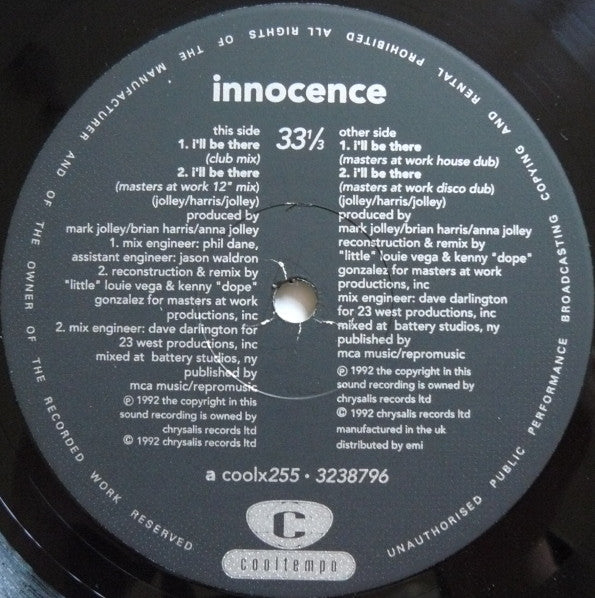 UNAUTHORISED PUBLIC PERFORMANCE BROADCASTING COPYING AND RENTAL PROHIBITED ALL RIGHTS OF THE MANUFACTURER AND OF THE OWNER OF THE RECORDED WORK RESERVED
innocence
33⅓
this side
1. i'll be there
(club mix)
2. i'll be there
(masters at work 12" mix)
(jolley/harris/jolley)
produced by
mark jolley/brian harris/anna jolley
1. mix engineer: phil dane,
assistant engineer: jason waldron
2. reconstruction & remix by
"little" louie vega & kenny "dope"
gonzalez for masters at work
productions, inc
2. mix engineer: dave darlington for
23 west productions, inc
mixed at battery studios, ny
published by
mca music/repromusic
℗ 1992 the copyright in this
sound recording is owned by
chrysalis records ltd
© 1992 chrysalis records ltd
other side
1. i'll be there
(masters at work house dub)
2. i'll be there
(masters at work disco dub)
(jolley/harris/jolley)
produced by
mark jolley/brian harris/anna jolley
reconstruction & remix by
"little" louie vega & kenny "dope"
gonzalez for masters at work
productions, inc
mix engineer: dave darlington
for 23 west productions, inc
mixed at battery studios, ny
published by
mca music/repromusic
℗ 1992 the copyright in this
sound recording is owned by
chrysalis records ltd
© 1992 chrysalis records ltd
manufactured in the uk
distributed by emi
a coolx255 • 3238796
C
cooltempo